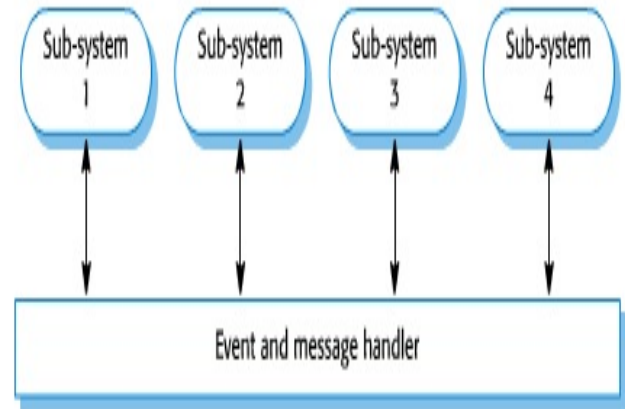 Sub-system
1
Sub-system
2
Sub-system
3
Sub-system
4
Event and message handler